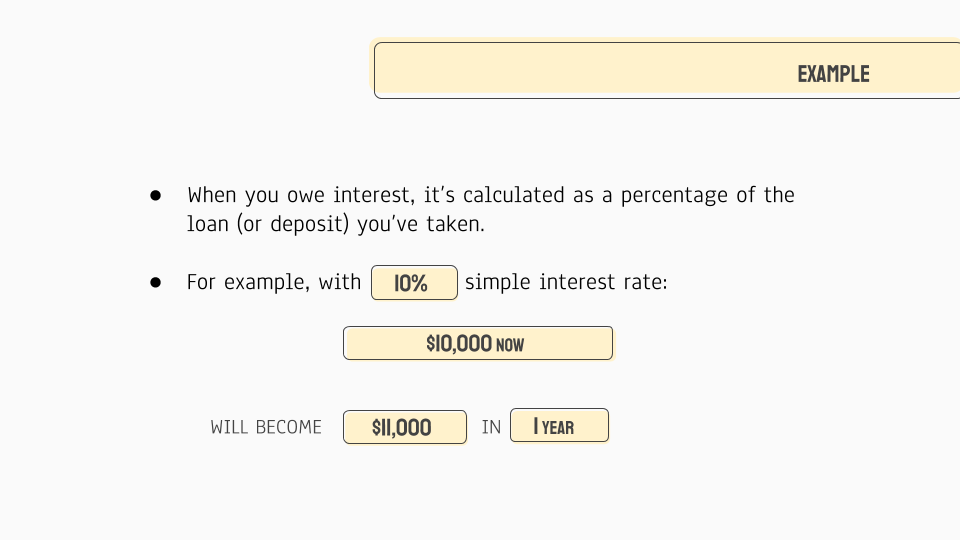 EXAMPLE
● When you owe interest, it's calculated as a percentage of the
loan (or deposit) you've taken.
● For example, with 10% simple interest rate:
$10,000 NOW
WILL BECOME $11,000 IN 1 YEAR